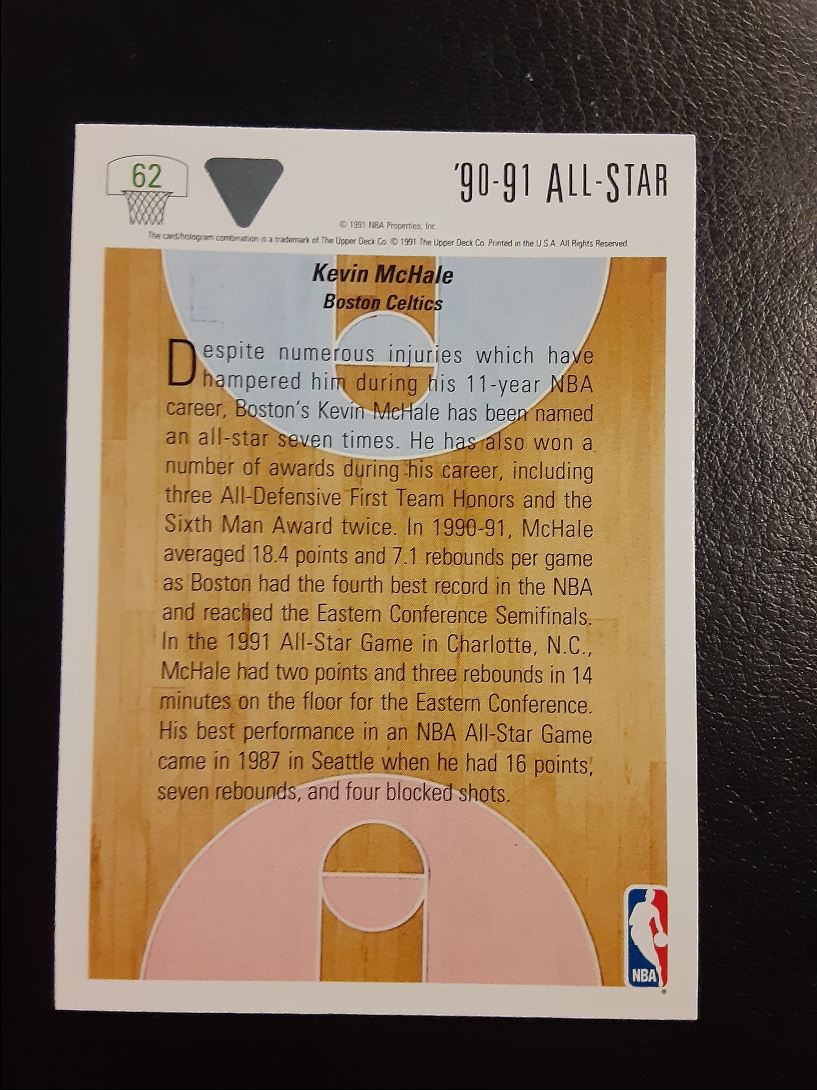 62
'90-91 ALL-STAR
© 1991 NBA Properties, Inc.
The card/hologram combination is a trademark of The Upper Deck Co. © 1991 The Upper Deck Co. Printed in the U.S.A. All Rights Reserved
Kevin McHale
Boston Celtics
Despite numerous injuries which have
hampered him during his 11-year NBA
career, Boston's Kevin McHale has been named
an all-star seven times. He has also won a
number of awards during his career, including
three All-Defensive First Team Honors and the
Sixth Man Award twice. In 1990-91, McHale
averaged 18.4 points and 7.1 rebounds per game
as Boston had the fourth best record in the NBA
and reached the Eastern Conference Semifinals.
In the 1991 All-Star Game in Charlotte, N.C.,
McHale had two points and three rebounds in 14
minutes on the floor for the Eastern Conference.
His best performance in an NBA All-Star Game
came in 1987 in Seattle when he had 16 points,
seven rebounds, and four blocked shots.
NBA
®